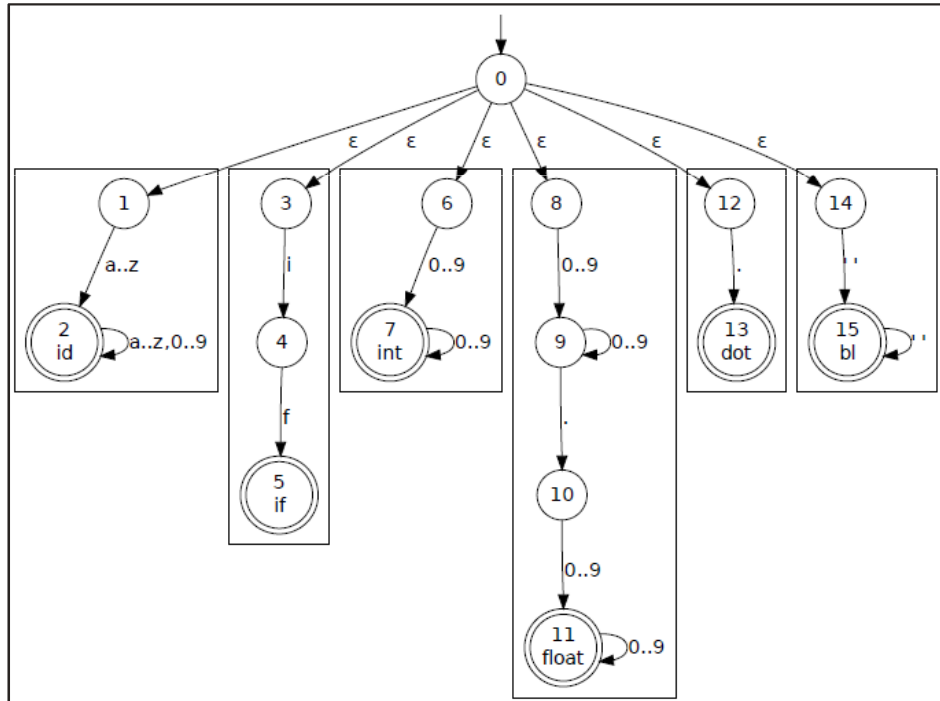 0
ε ε ε ε ε ε
1 3 6 8 12 14
a..z i 0..9 0..9 . ' '
2 id a..z,0..9 4 7 int 0..9 9 0..9 13 dot 15 bl ' '
f .
5 if 10
0..9
11 float 0..9